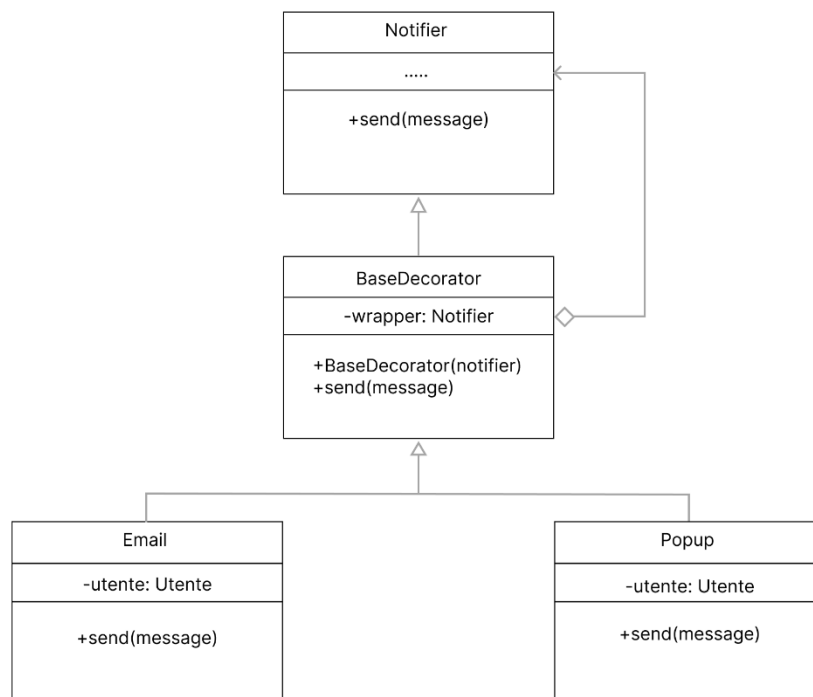 Notifier
.....
+send(message)
BaseDecorator
-wrapper: Notifier
+BaseDecorator(notifier)
+send(message)
Email
-utente: Utente
+send(message)
Popup
-utente: Utente
+send(message)